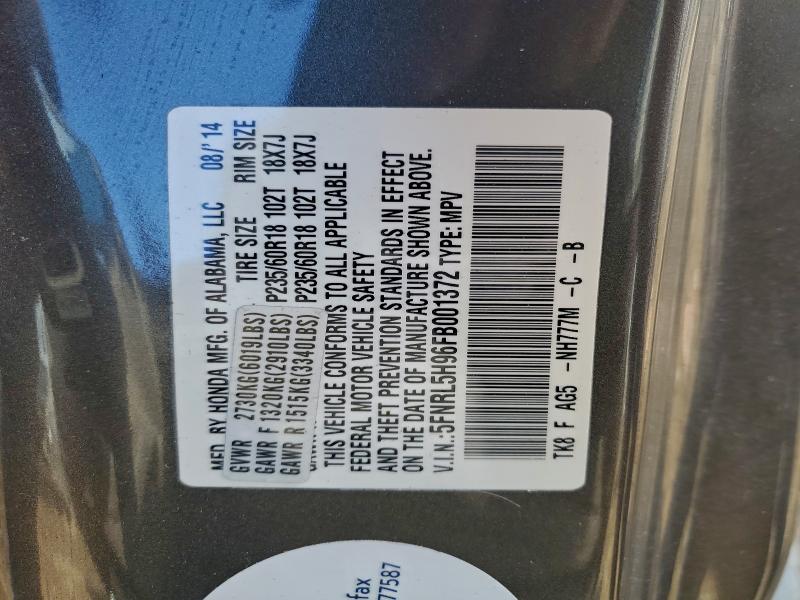 MFD. BY HONDA MFG. OF ALABAMA, LLC 08/'14
TIRE SIZE RIM SIZE
GVWR 2730KG(6019LBS)
GAWR F 1320KG(2910LBS) P235/60R18 102T 18X7J
GAWR R 1515KG(3340LBS) P235/60R18 102T 18X7J
THIS VEHICLE CONFORMS TO ALL APPLICABLE
FEDERAL MOTOR VEHICLE SAFETY
AND THEFT PREVENTION STANDARDS IN EFFECT
ON THE DATE OF MANUFACTURE SHOWN ABOVE.
V.I.N.:5FNRL5H96FB001372 TYPE: MPV
TK8 F AG5 -NH777M -C -B
fax
77587